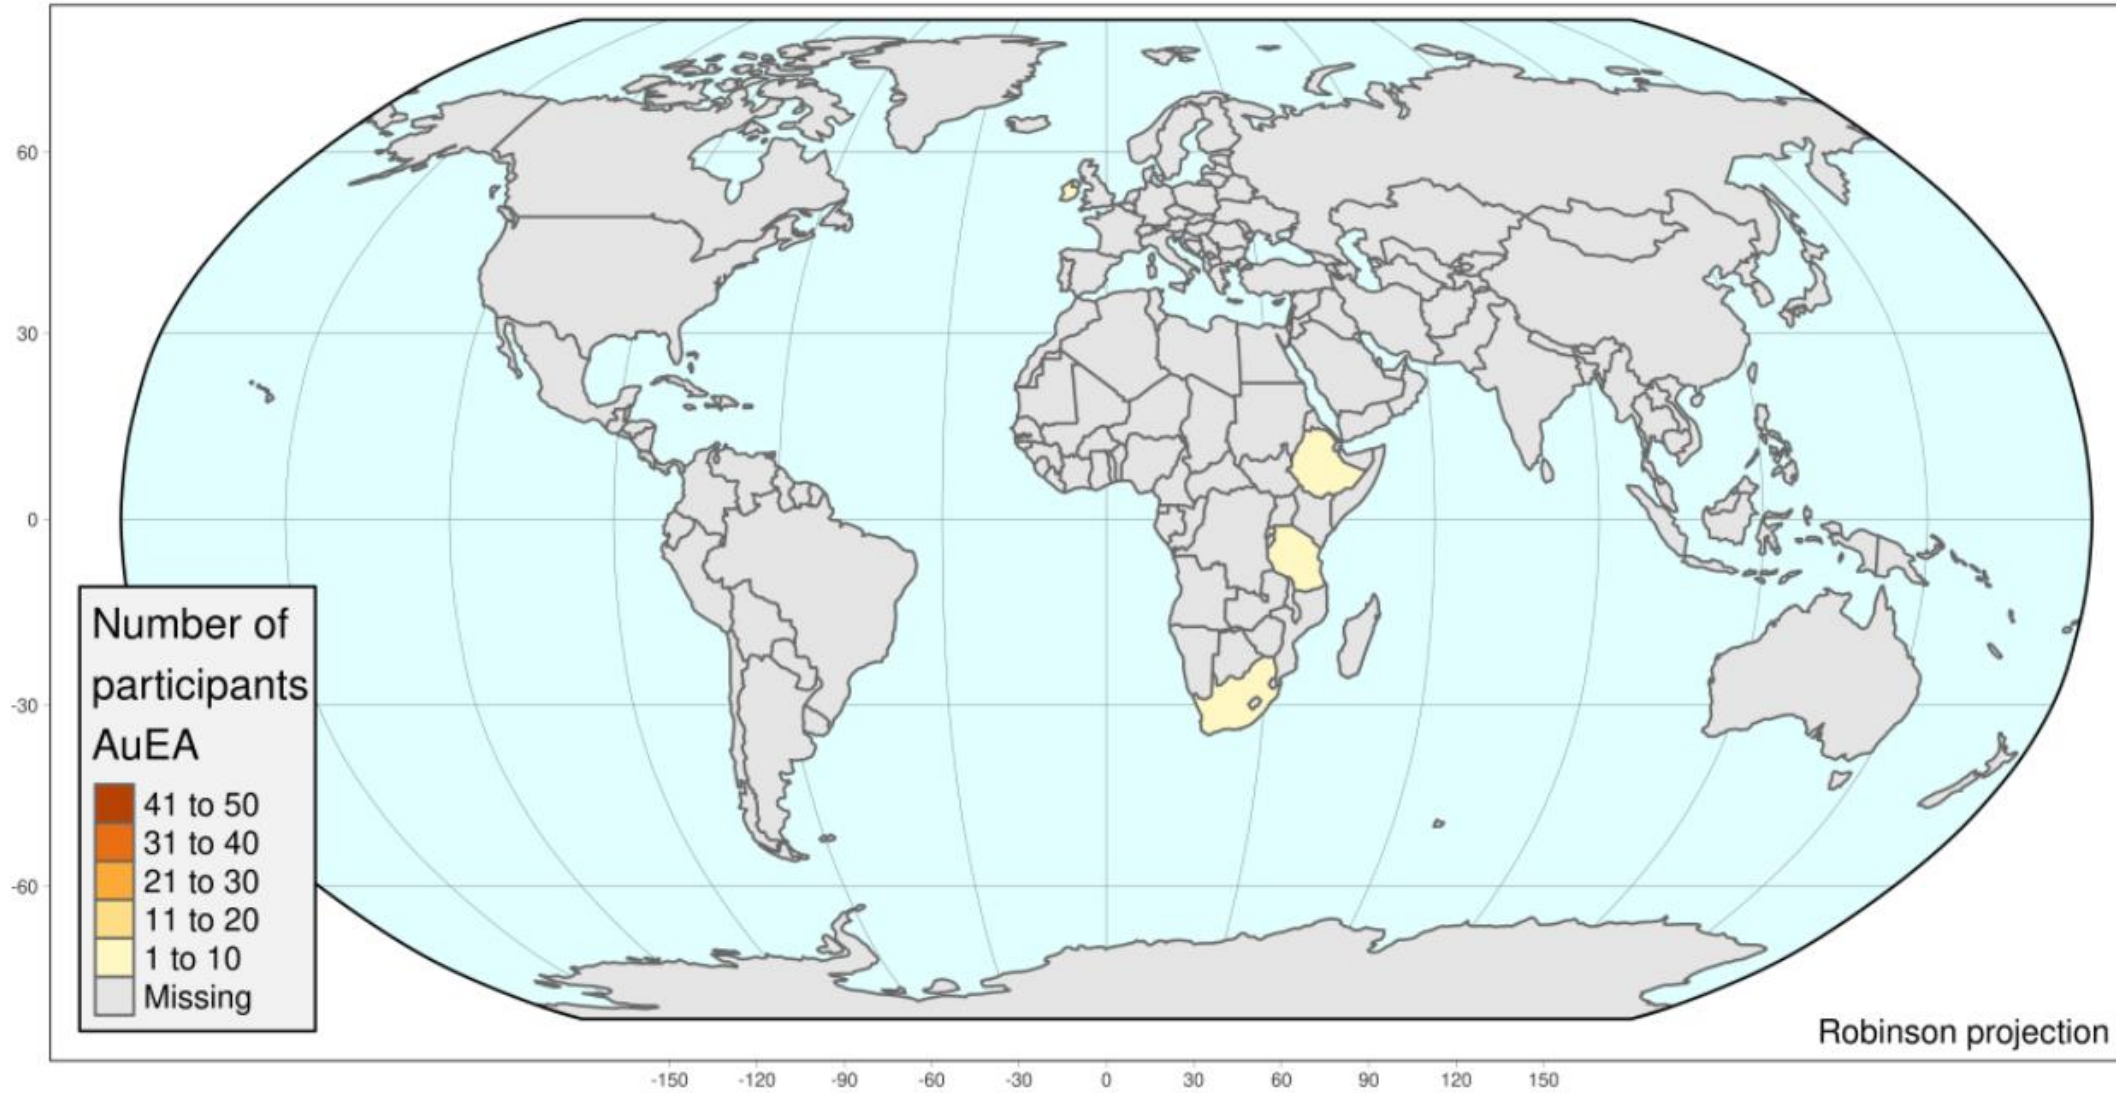 60
30
0
-30
-60
Number of
participants
AuEA
41 to 50
31 to 40
21 to 30
11 to 20
1 to 10
Missing
Robinson projection
-150 -120 -90 -60 -30 0 30 60 90 120 150